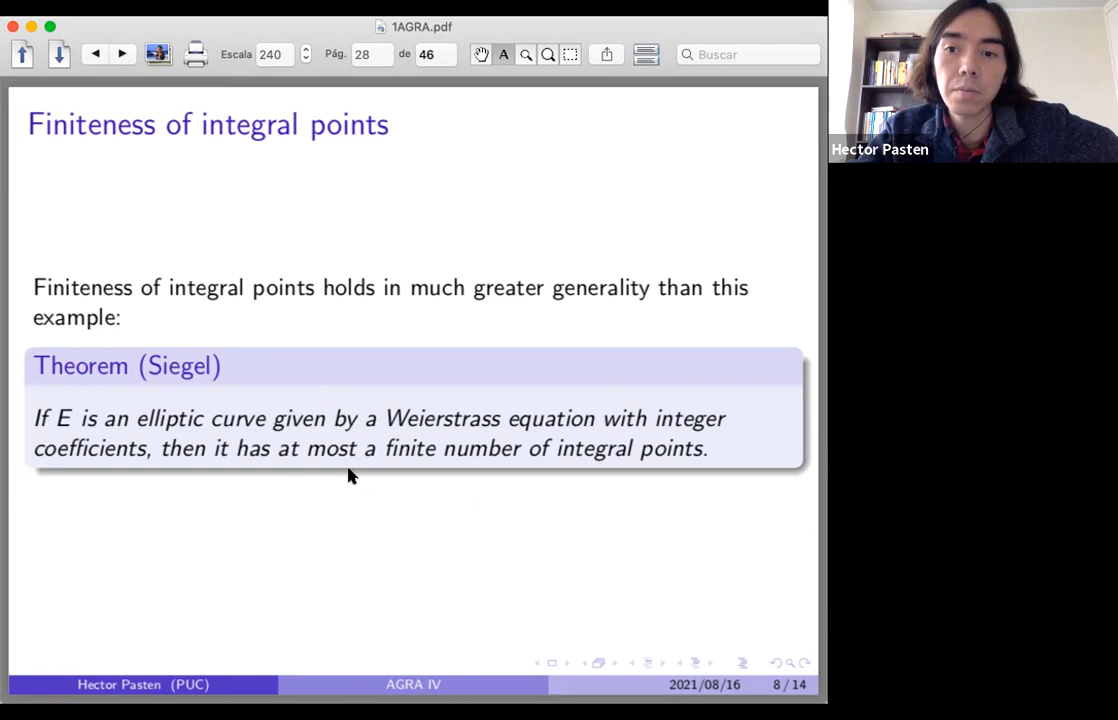 1AGRA.pdf
Escala 240 Pág. 28 de 46 A Buscar
Finiteness of integral points
Hector Pasten
Finiteness of integral points holds in much greater generality than this
example:
Theorem (Siegel)
If E is an elliptic curve given by a Weierstrass equation with integer
coefficients, then it has at most a finite number of integral points.
Hector Pasten (PUC) AGRA IV 2021/08/16 8 / 14